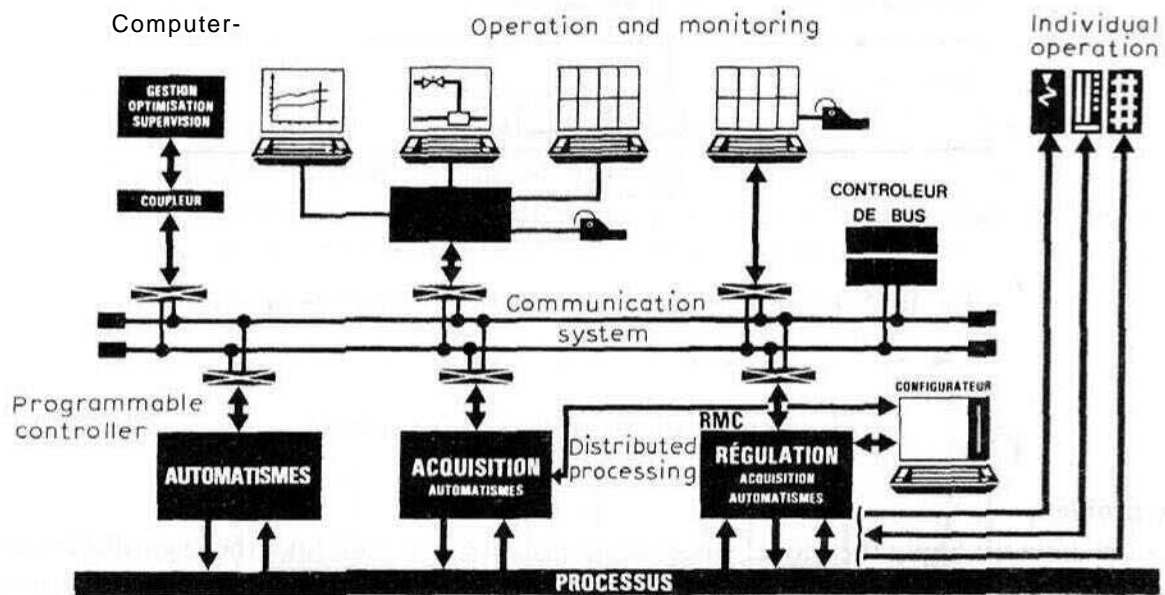 Computer-
Operation and monitoring
Individual
operation
GESTION
OPTIMISATION
SUPERVISION
COUPLEUR
CONTROLEUR
DE BUS
Communication
system
Programmable
controller
CONFIGURATEUR
RMC
Distributed
processing
AUTOMATISMES
ACQUISITION
AUTOMATISMES
RÉGULATION
ACQUISITION
AUTOMATISMES
PROCESSUS